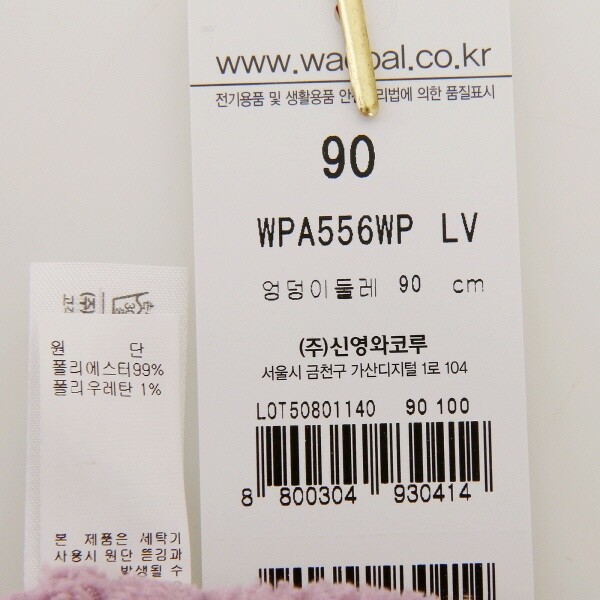 www.wa pal.co.kr
전기용품 및 생활용품 안 리법에 의한 품질표시
90
WPA556WP LV
엉덩이둘레 90 cm
(주)신영와코루
서울시 금천구 가산디지털 1로 104
LOT50801140 90 100
8 800304 930414
원 단
폴리에스터99%
폴리우레탄 1%
본 제품은 세탁기
사용시 원단 뜯김과
발생될 수